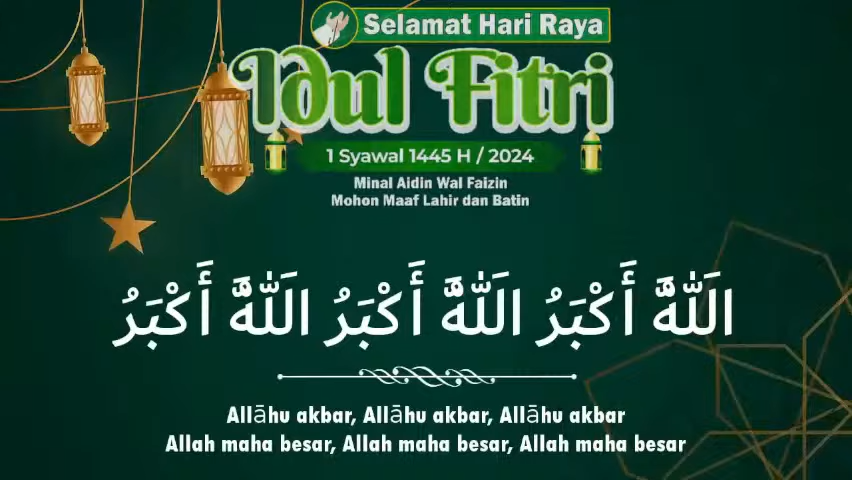 Selamat Hari Raya
Idul Fitri
1 Syawal 1445 H / 2024
Minal Aidin Wal Faizin
Mohon Maaf Lahir dan Batin
اَللّٰهُ أَكْبَرُ اَللّٰهُ أَكْبَرُ اَللّٰهُ أَكْبَرُ
Allāhu akbar, Allāhu akbar, Allāhu akbar
Allah maha besar, Allah maha besar, Allah maha besar